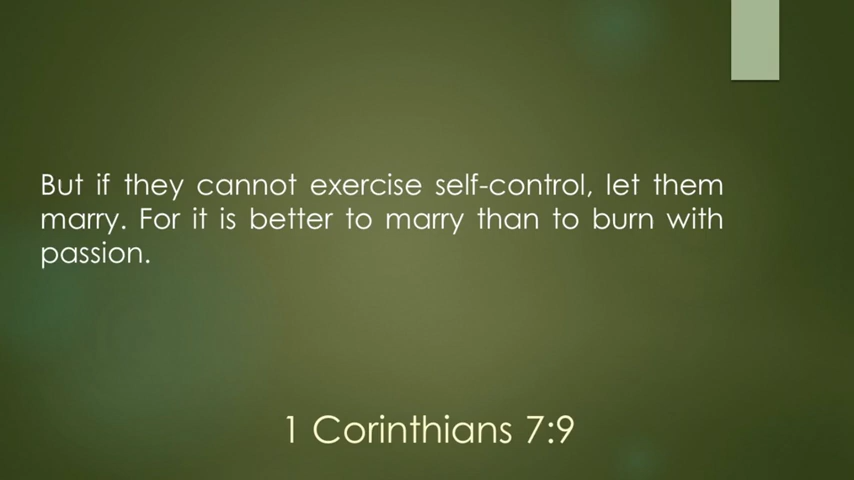 But if they cannot exercise self-control, let them
marry. For it is better to marry than to burn with
passion.
1 Corinthians 7:9